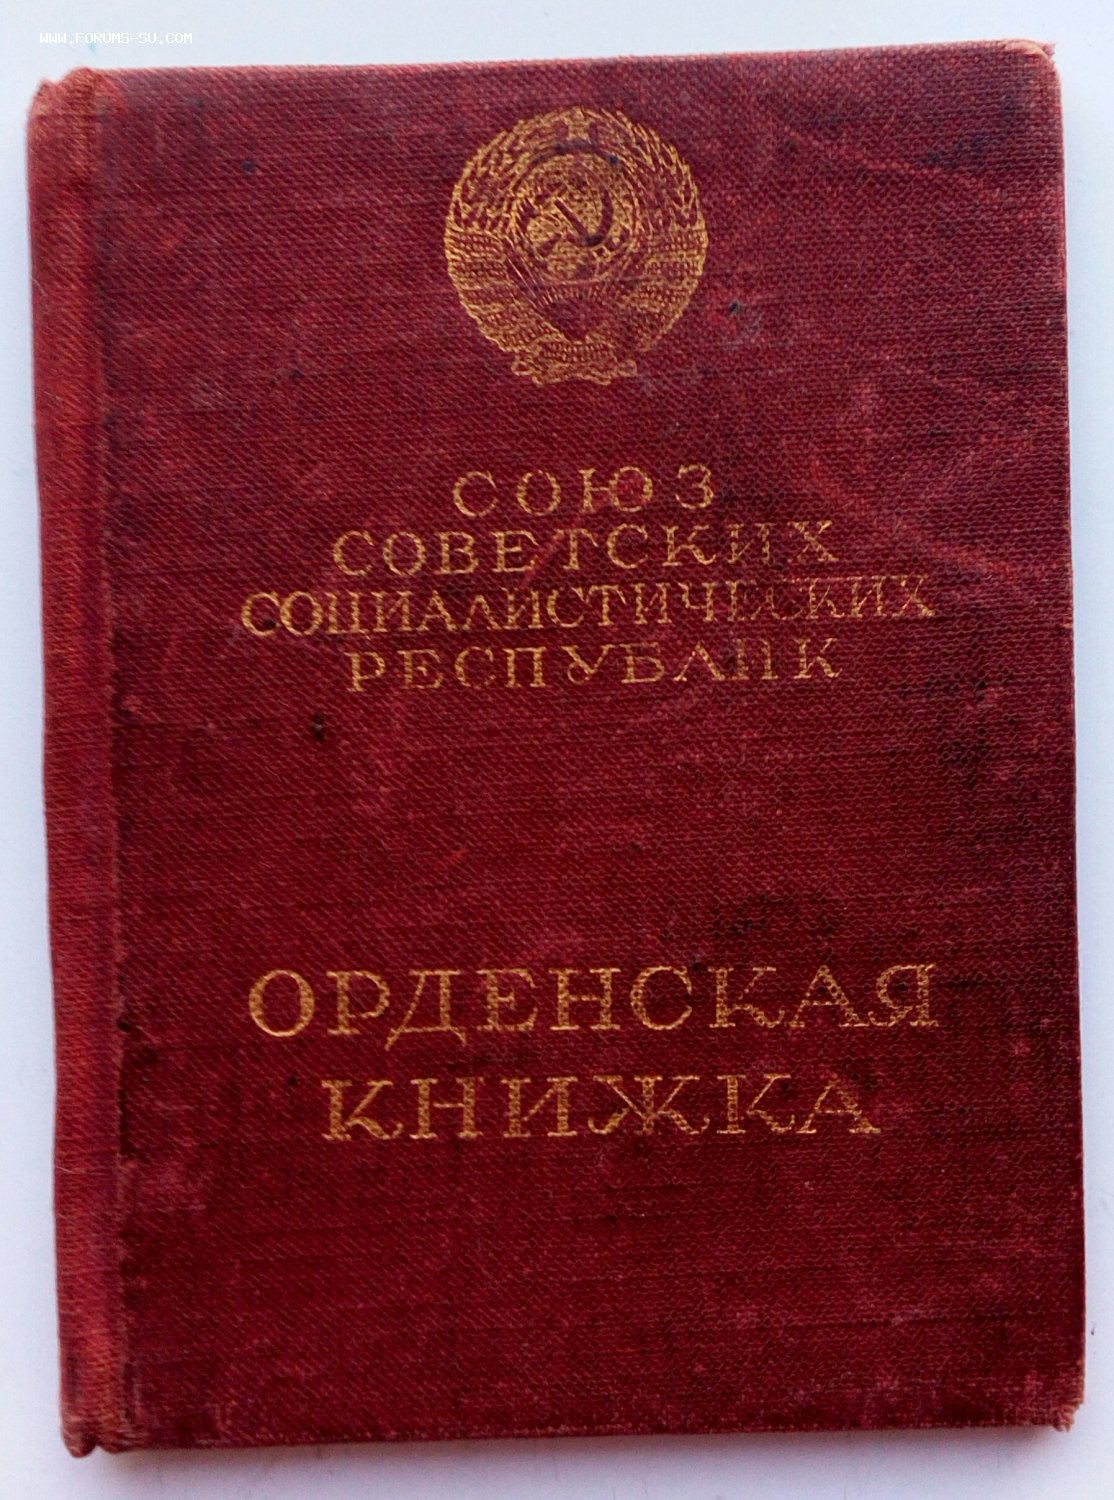 WWW.FORUMS-SU.COM
СОЮЗ
СОВЕТСКИХ
СОЦИАЛИСТИЧЕСКИХ
РЕСПУБЛИК
ОРДЕНСКАЯ
КНИЖКА